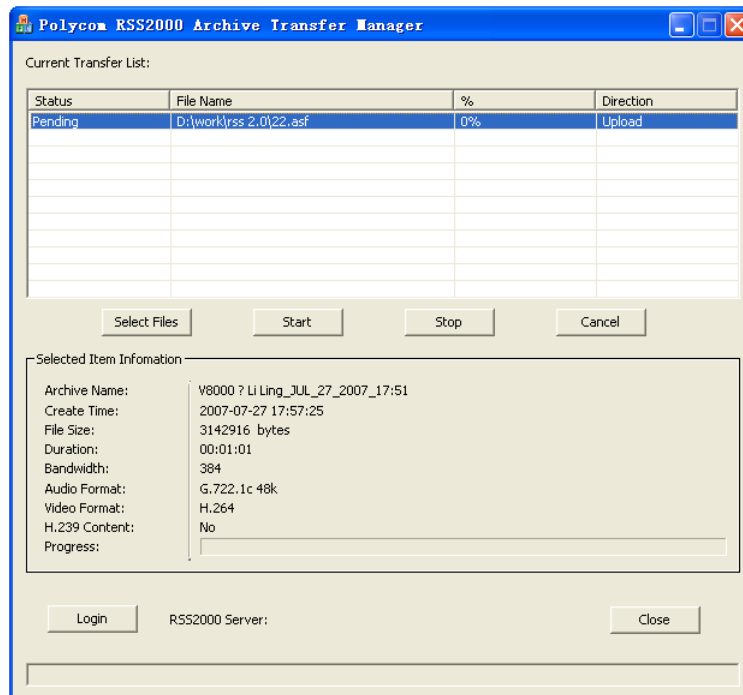 Polycom RSS2000 Archive Transfer Manager
Current Transfer List:
Status File Name % Direction
Pending D:\work\rss 2.0\22.asf 0% Upload
Select Files Start Stop Cancel
Selected Item Infomation
Archive Name: V8000 ? Li Ling_JUL_27_2007_17:51
Create Time: 2007-07-27 17:57:25
File Size: 3142916 bytes
Duration: 00:01:01
Bandwidth: 384
Audio Format: G.722.1c 48k
Video Format: H.264
H.239 Content: No
Progress:
Login RSS2000 Server: Close